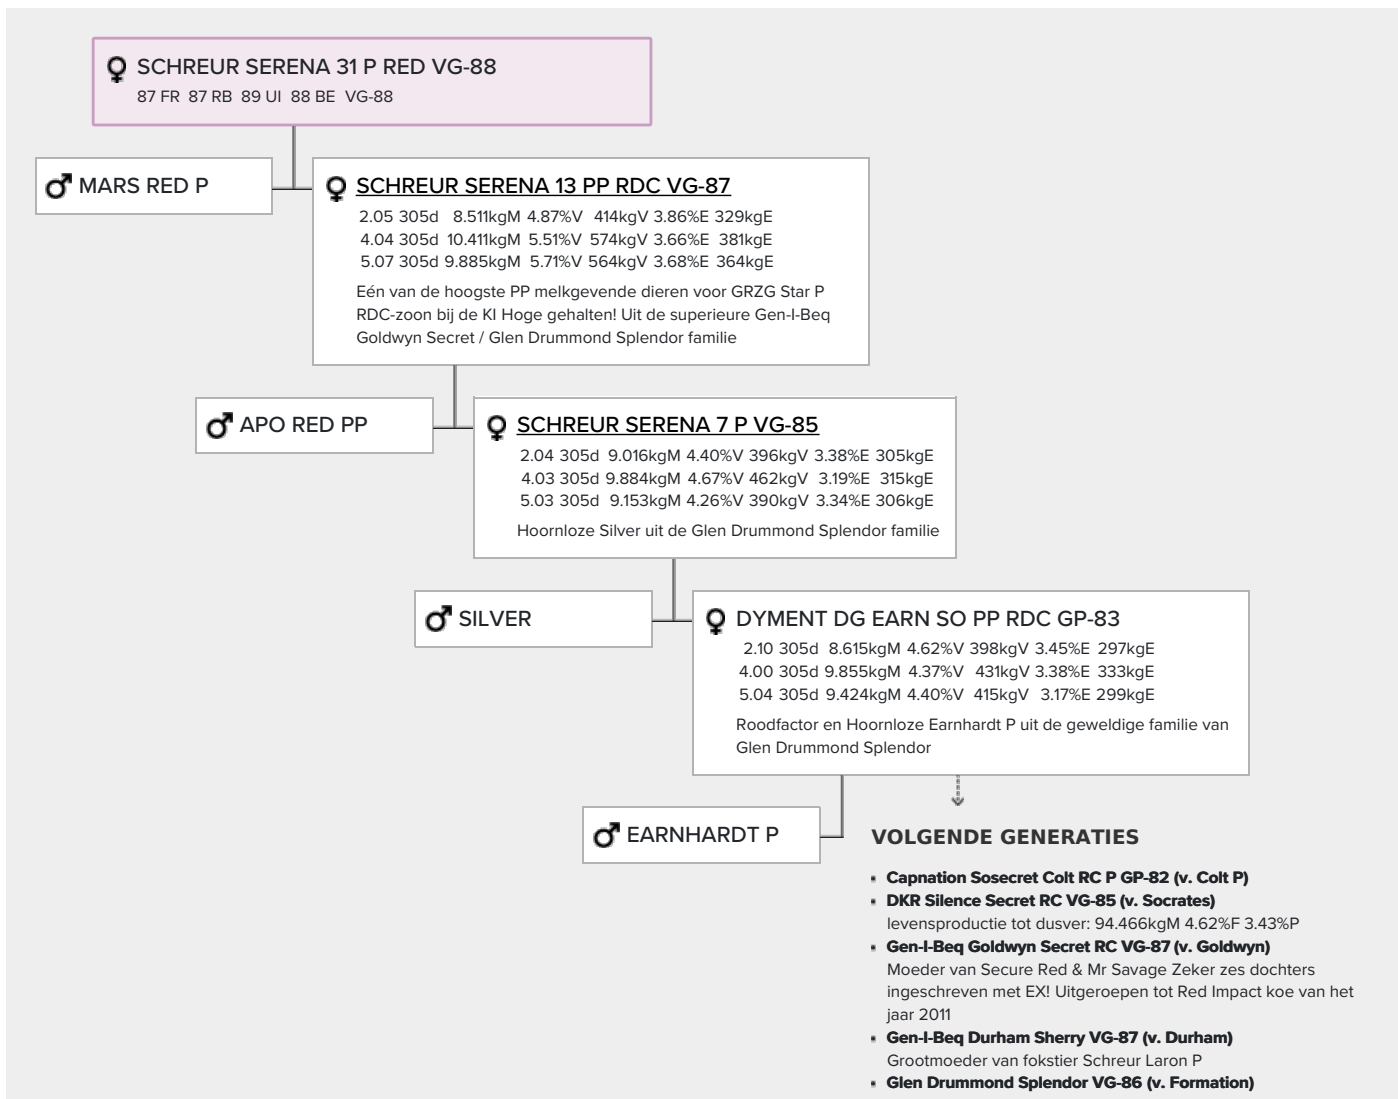 SCHREUR SERENA 31 P RED VG-88
87 FR 87 RB 89 UI 88 BE VG-88
MARS RED P
SCHREUR SERENA 13 PP RDC VG-87
2.05 305d 8.511kgM 4.87%V 414kgV 3.86%E 329kgE
4.04 305d 10.411kgM 5.51%V 574kgV 3.66%E 381kgE
5.07 305d 9.885kgM 5.71%V 564kgV 3.68%E 364kgE
Eén van de hoogste PP melkgevende dieren voor GRZG Star P
RDC-zoon bij de KI Hoge gehalten! Uit de superieure Gen-I-Beq
Goldwyn Secret / Glen Drummond Splendor familie
APO RED PP
SCHREUR SERENA 7 P VG-85
2.04 305d 9.016kgM 4.40%V 396kgV 3.38%E 305kgE
4.03 305d 9.884kgM 4.67%V 462kgV 3.19%E 315kgE
5.03 305d 9.153kgM 4.26%V 390kgV 3.34%E 306kgE
Hoornloze Silver uit de Glen Drummond Splendor familie
SILVER
DYMENT DG EARN SO PP RDC GP-83
2.10 305d 8.615kgM 4.62%V 398kgV 3.45%E 297kgE
4.00 305d 9.855kgM 4.37%V 431kgV 3.38%E 333kgE
5.04 305d 9.424kgM 4.40%V 415kgV 3.17%E 299kgE
Roodfactor en Hoornloze Earnhardt P uit de geweldige familie van
Glen Drummond Splendor
EARNHARDT P
VOLGENDE GENERATIES
Capnation Sosecret Colt RC P GP-82 (v. Colt P)
DKR Silence Secret RC VG-85 (v. Socrates)
levensproductie tot dusver: 94.466kgM 4.62%F 3.43%P
Gen-I-Beq Goldwyn Secret RC VG-87 (v. Goldwyn)
Moeder van Secure Red & Mr Savage Zeker zes dochters
ingeschreven met EX! Uitgeroepen tot Red Impact koe van het
jaar 2011
Gen-I-Beq Durham Sherry VG-87 (v. Durham)
Grootmoeder van fokstier Schreur Laron P
Glen Drummond Splendor VG-86 (v. Formation)